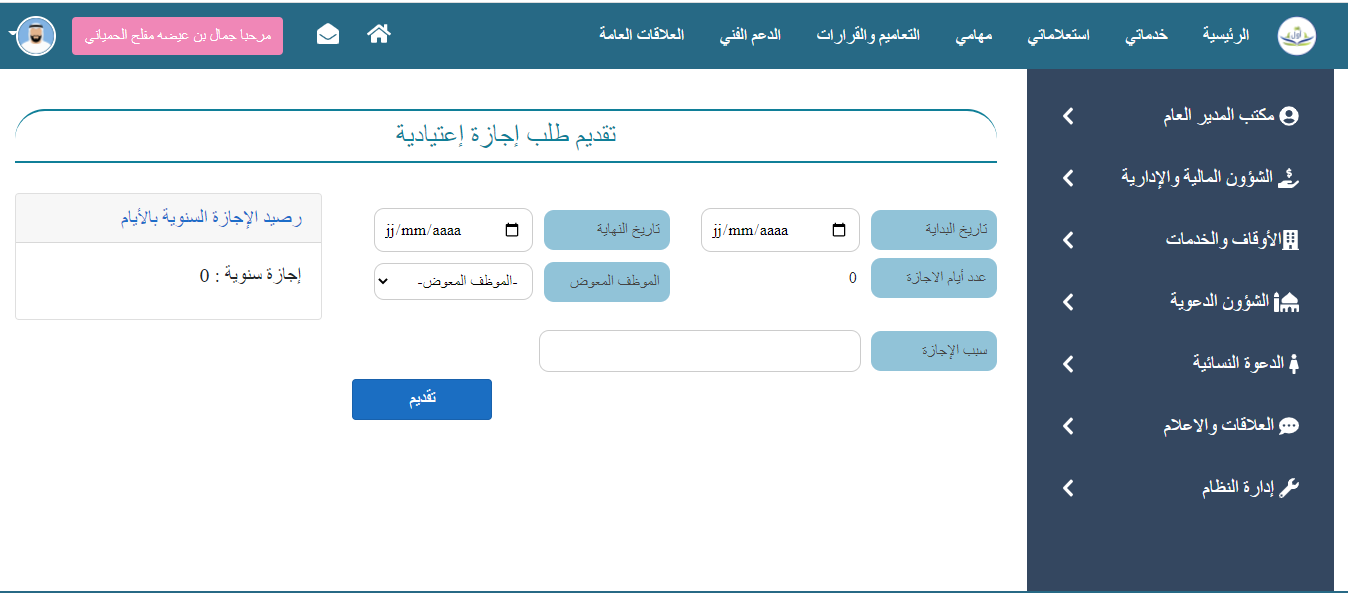 الرئيسية
خدماتي
استعلاماتي
مهامي
التعاميم والقرارات
الدعم الفني
العلاقات العامة
مرحبا جمال بن عيضه مفلح الحمياني
مكتب المدير العام
الشؤون المالية والإدارية
الأوقاف والخدمات
الشؤون الدعوية
الدعوة النسائية
العلاقات والاعلام
إدارة النظام
تقديم طلب إجازة إعتيادية
تاريخ البداية
jj/mm/aaaa
تاريخ النهاية
jj/mm/aaaa
عدد أيام الاجازة
0
الموظف المعوض
-الموظف المعوض-
سبب الإجازة
تقديم
رصيد الإجازة السنوية بالأيام
إجازة سنوية : 0